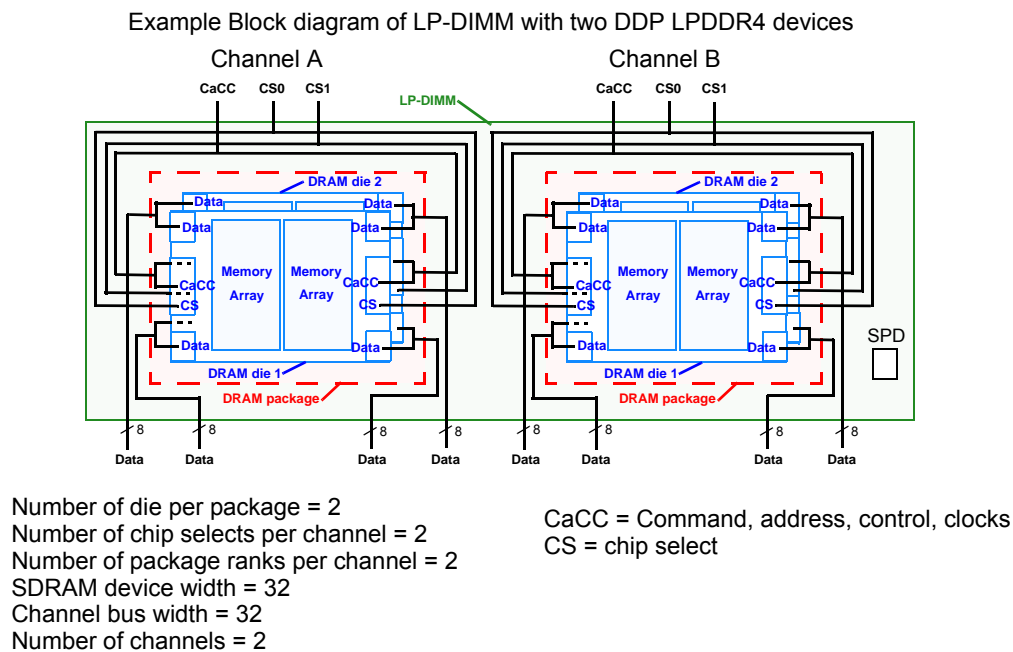 Example Block diagram of LP-DIMM with two DDP LPDDR4 devices
Channel A
Channel B
CaCC CS0 CS1
LP-DIMM
CaCC CS0 CS1
DRAM die 2
Data
Data
Data
Data
Memory
Array
Memory
Array
CaCC
CaCC
CS
CS
Data
Data
DRAM die 1
DRAM package
DRAM die 2
Data
Data
Data
Data
Memory
Array
Memory
Array
CaCC
CaCC
CS
CS
Data
Data
DRAM die 1
DRAM package
SPD
8 8 8 8 8 8 8 8
Data Data Data Data Data Data Data Data
Number of die per package = 2
Number of chip selects per channel = 2
Number of package ranks per channel = 2
SDRAM device width = 32
Channel bus width = 32
Number of channels = 2
CaCC = Command, address, control, clocks
CS = chip select